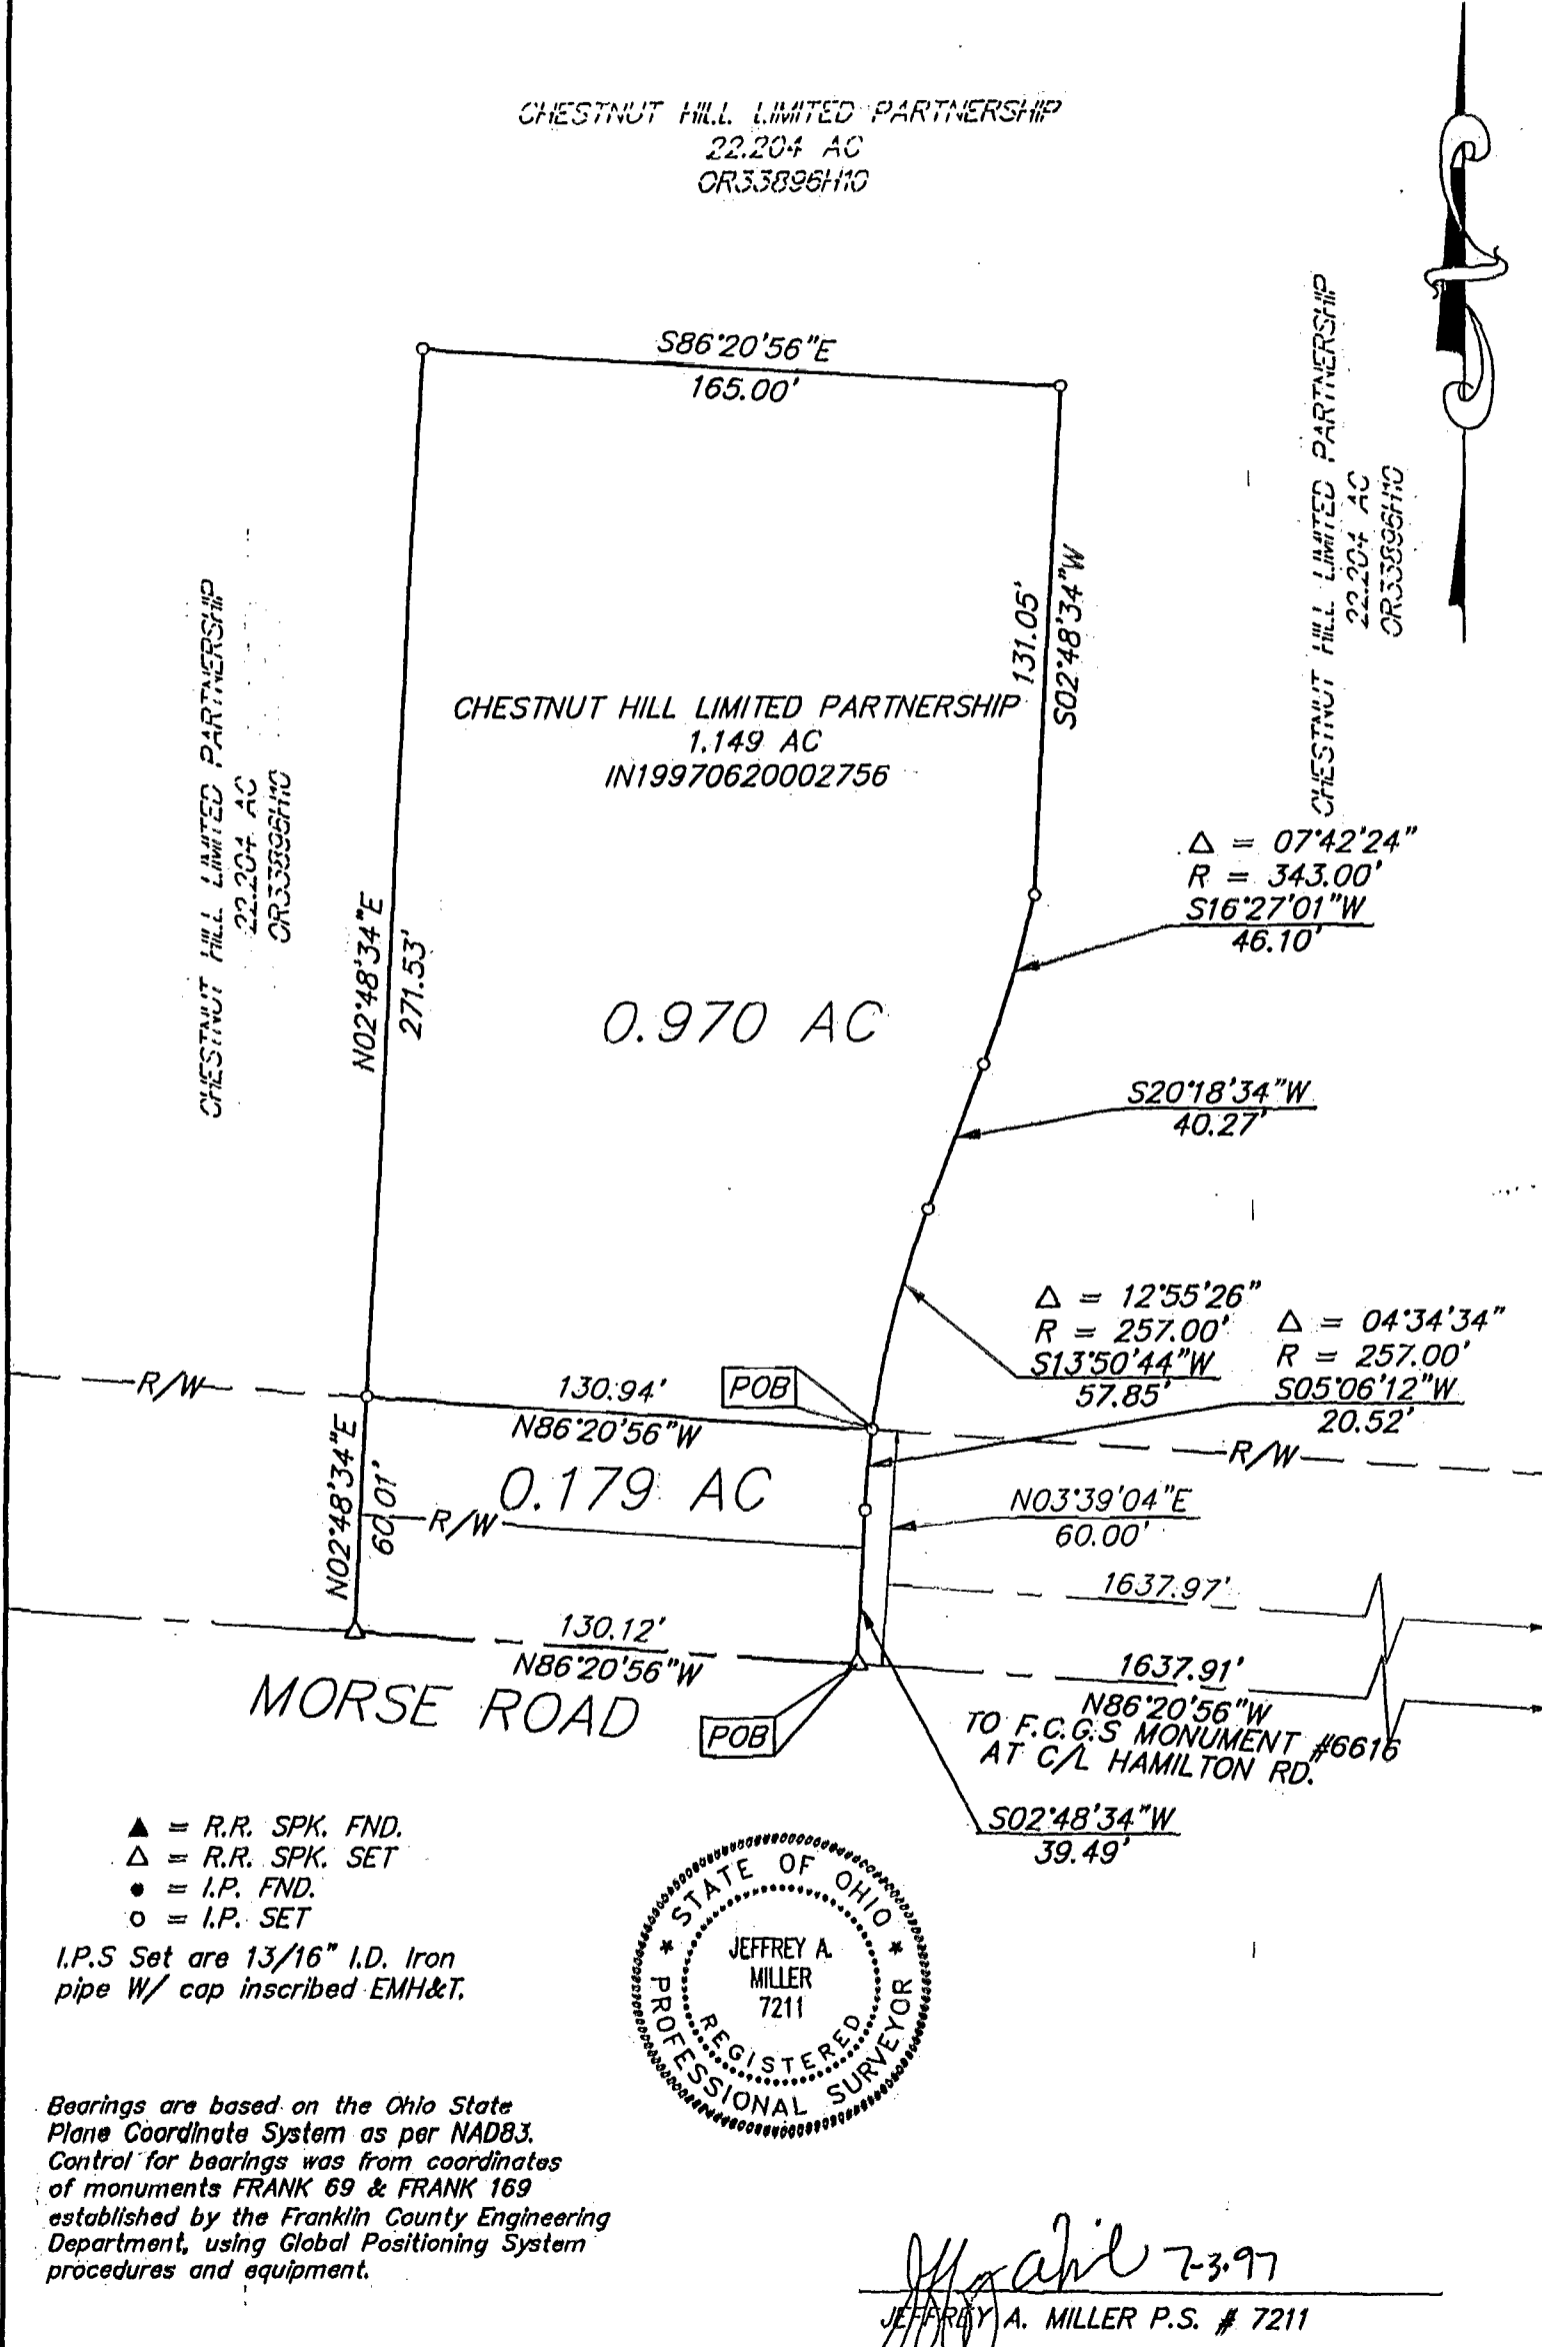 CHESTNUT HILL LIMITED PARTNERSHIP
22.204 AC
OR33896H10
S86°20'56"E
165.00'
CHESTNUT HILL LIMITED PARTNERSHIP
22.204 AC
OR33896H10
131.05'
S02°48'34"W
CHESTNUT HILL LIMITED PARTNERSHIP
22.204 AC
OR33896H10
CHESTNUT HILL LIMITED PARTNERSHIP
1.149 AC
IN19970620002756
Δ = 07°42'24"
R = 343.00'
S16°27'01"W
46.10'
N02°48'34"E
271.53'
0.970 AC
S20°18'34"W
40.27'
Δ = 12°55'26"
R = 257.00'
S13°50'44"W
57.85'
Δ = 04°34'34"
R = 257.00'
S05°06'12"W
20.52'
R/W
130.94'
POB
N86°20'56"W
R/W
N02°48'34"E
60.01'
0.179 AC
R/W
N03°39'04"E
60.00'
1637.97'
130.12'
N86°20'56"W
1637.91'
N86°20'56"W
TO F.C.G.S MONUMENT #6616
AT C/L HAMILTON RD.
MORSE ROAD
POB
S02°48'34"W
39.49'
▲ = R.R. SPK. FND.
△ = R.R. SPK. SET
● = I.P. FND.
○ = I.P. SET
I.P.S Set are 13/16" I.D. Iron
pipe W/ cap inscribed EMH&T.
STATE OF OHIO
JEFFREY A.
MILLER
7211
REGISTERED
PROFESSIONAL SURVEYOR
Bearings are based on the Ohio State
Plane Coordinate System as per NAD83.
Control for bearings was from coordinates
of monuments FRANK 69 & FRANK 169
established by the Franklin County Engineering
Department, using Global Positioning System
procedures and equipment.
7-3-97
JEFFREY A. MILLER P.S. # 7211